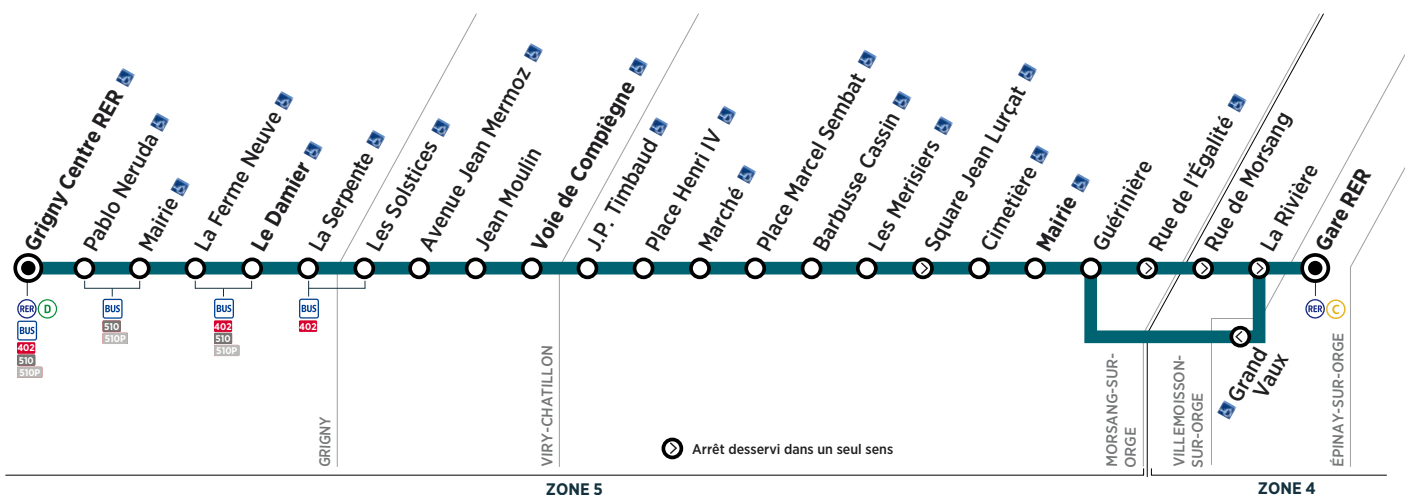 Grigny Centre RER
Pablo Neruda
Mairie
La Ferme Neuve
Le Damier
La Serpente
Les Solstices
Avenue Jean Mermoz
Jean Moulin
Voie de Compiègne
J.P. Timbaud
Place Henri IV
Marché
Place Marcel Sembat
Barbusse Cassin
Les Merisiers
Square Jean Lurçat
Cimetière
Mairie
Guérinière
Rue de l'Égalité
Rue de Morsang
La Rivière
Gare RER
Grand
Vaux
RER D
BUS
402
510
510P
BUS
510
510P
BUS
402
510
510P
BUS
402
RER C
GRIGNY
VIRY-CHATILLON
MORSANG-SUR-
ORGE
VILLEMOISSON-
SUR-ORGE
ÉPINAY-SUR-ORGE
Arrêt desservi dans un seul sens
ZONE 5
ZONE 4